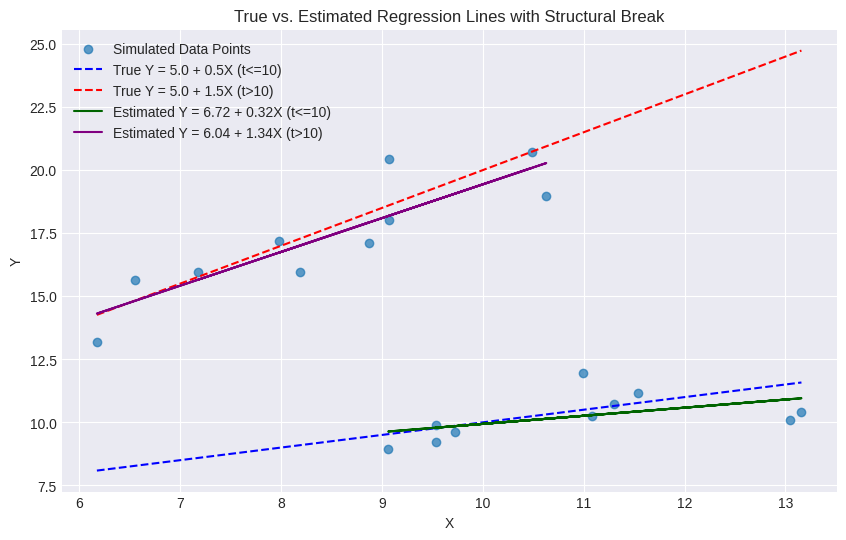 True vs. Estimated Regression Lines with Structural Break
Simulated Data Points
True Y = 5.0 + 0.5X (t<=10)
True Y = 5.0 + 1.5X (t>10)
Estimated Y = 6.72 + 0.32X (t<=10)
Estimated Y = 6.04 + 1.34X (t>10)
25.0
22.5
20.0
17.5
15.0
12.5
10.0
7.5
Y
6 7 8 9 10 11 12 13
X